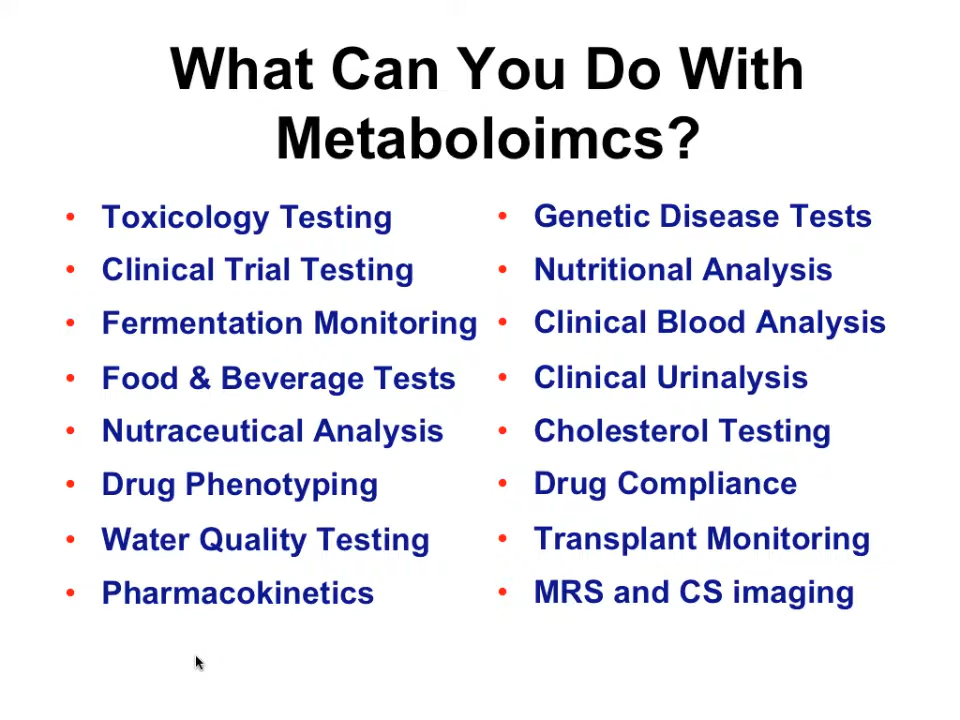 What Can You Do With
Metaboloimcs?
• Toxicology Testing
• Clinical Trial Testing
• Fermentation Monitoring
• Food & Beverage Tests
• Nutraceutical Analysis
• Drug Phenotyping
• Water Quality Testing
• Pharmacokinetics
• Genetic Disease Tests
• Nutritional Analysis
• Clinical Blood Analysis
• Clinical Urinalysis
• Cholesterol Testing
• Drug Compliance
• Transplant Monitoring
• MRS and CS imaging